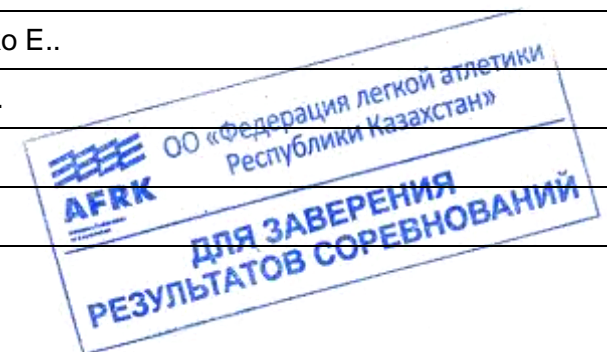 о Е..
.
ОО «Федерация легкой атлетики
Республики Казахстан»
AFRK
ДЛЯ ЗАВЕРЕНИЯ
РЕЗУЛЬТАТОВ СОРЕВНОВАНИЙ